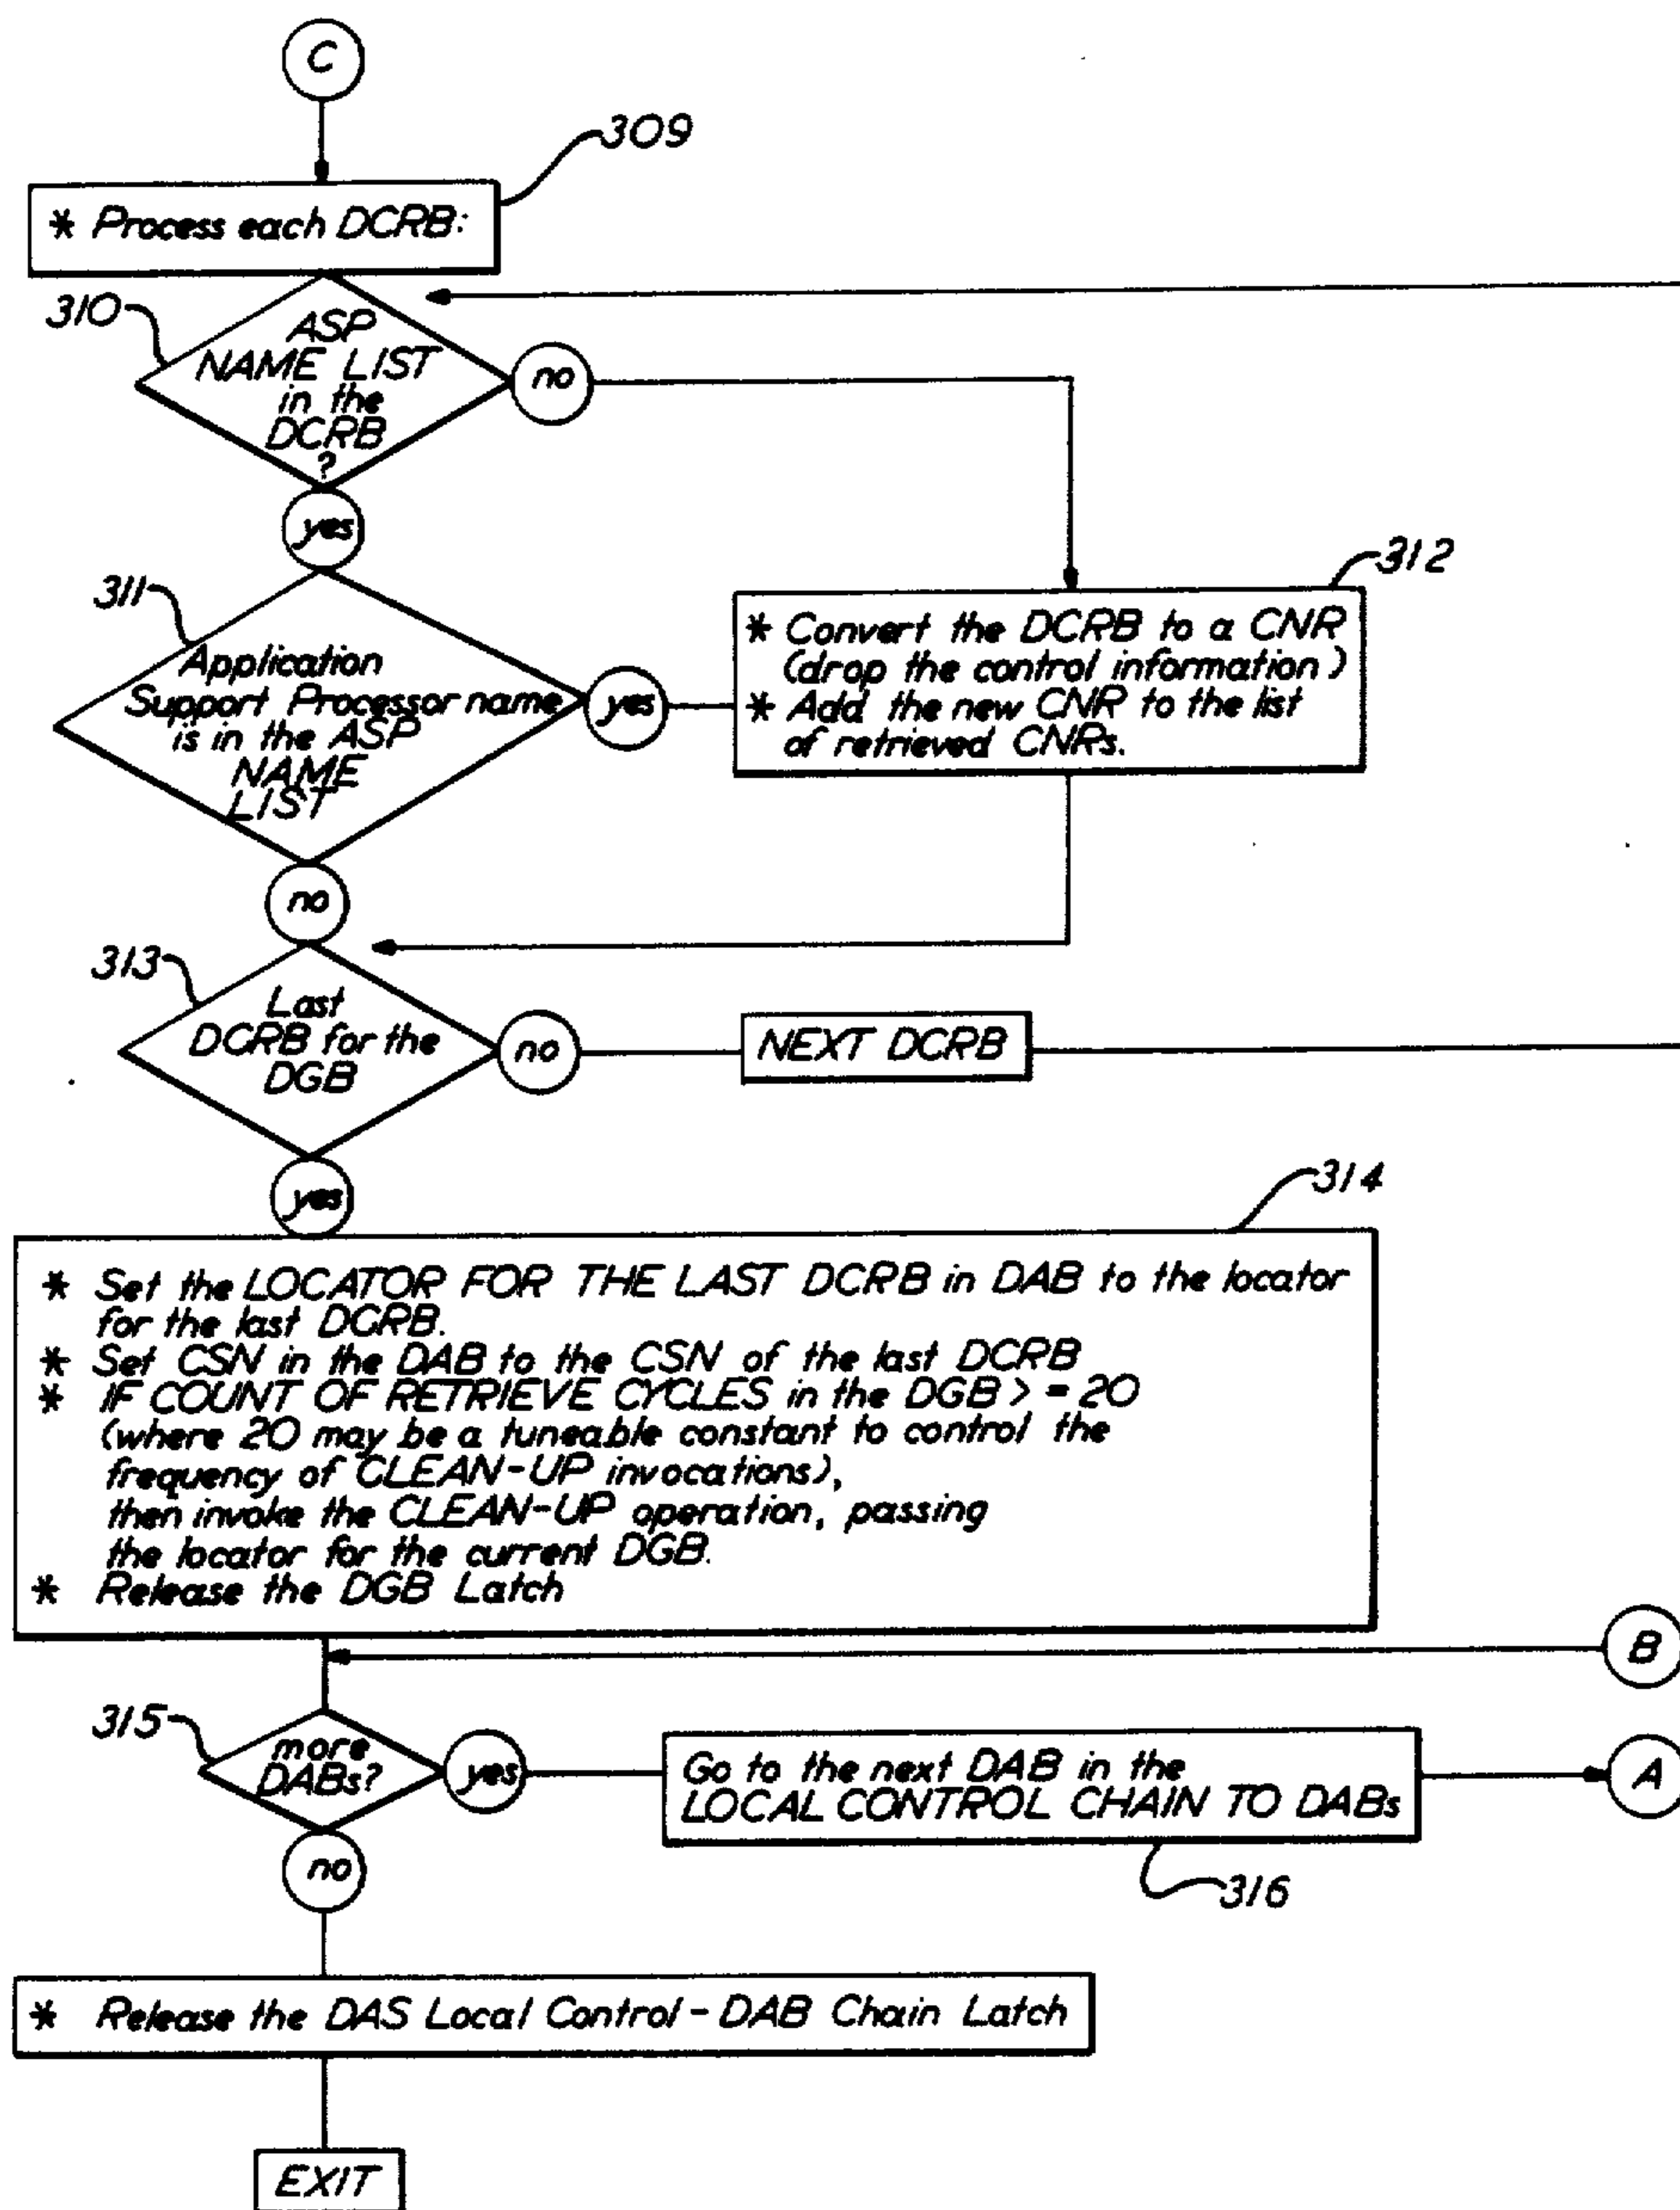 C
309
* Process each DCRB:
310
ASP
NAME LIST
in the
DCRB
?
no
yes
311
Application
Support Processor name
is in the ASP
NAME
LIST
yes
312
* Convert the DCRB to a CNR
(drop the control information)
* Add the new CNR to the list
of retrieved CNRs.
no
313
Last
DCRB for the
DGB
no
NEXT DCRB
yes
314
* Set the LOCATOR FOR THE LAST DCRB in DAB to the locator
for the last DCRB.
* Set CSN in the DAB to the CSN of the last DCRB
* IF COUNT OF RETRIEVE CYCLES in the DGB > = 20
(where 20 may be a tuneable constant to control the
frequency of CLEAN-UP invocations),
then invoke the CLEAN-UP operation, passing
the locator for the current DGB.
* Release the DGB Latch
B
315
more
DABs?
yes
Go to the next DAB in the
LOCAL CONTROL CHAIN TO DABs
A
316
no
* Release the DAS Local Control - DAB Chain Latch
EXIT